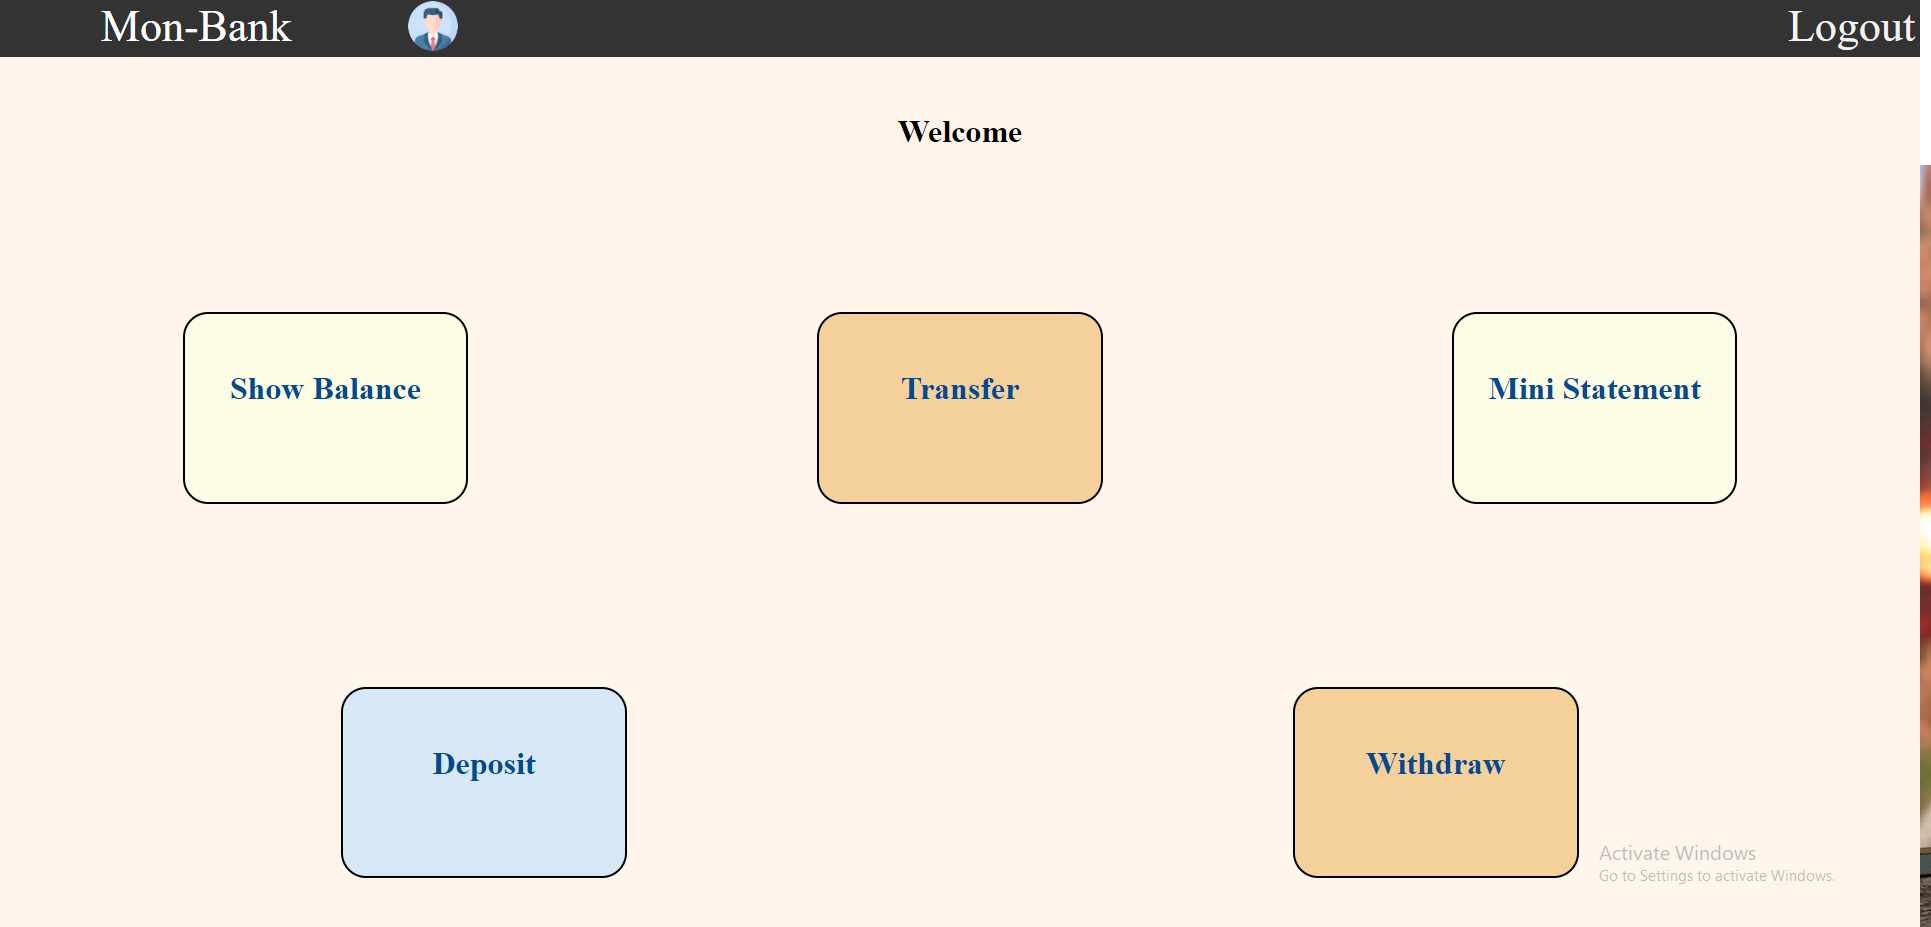 Mon-Bank
Logout
Welcome
Show Balance
Transfer
Mini Statement
Deposit
Withdraw
Activate Windows
Go to Settings to activate Windows.